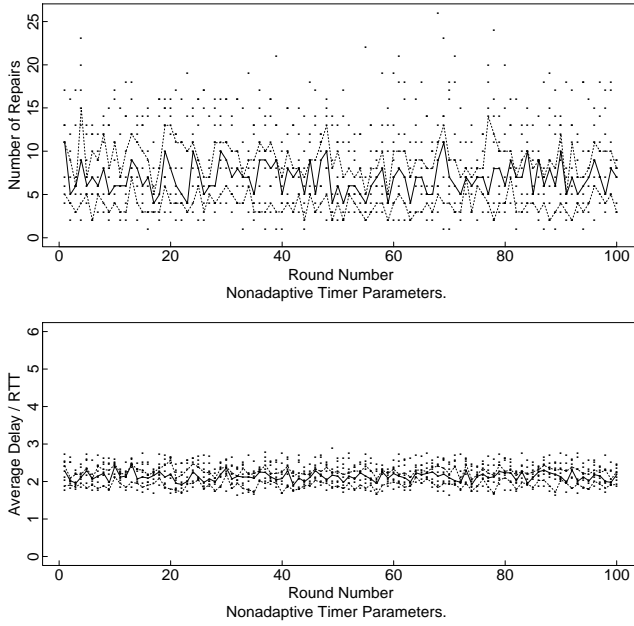 25
20
15
10
5
0
Number of Repairs
0 20 40 60 80 100
Round Number
Nonadaptive Timer Parameters.
6
5
4
3
2
1
0
Average Delay / RTT
0 20 40 60 80 100
Round Number
Nonadaptive Timer Parameters.